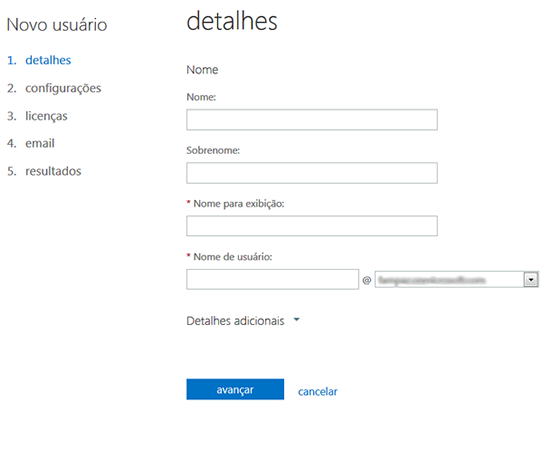 Novo usuário
1. detalhes
2. configurações
3. licenças
4. email
5. resultados
detalhes
Nome
Nome:
Sobrenome:
* Nome para exibição:
* Nome de usuário:
@
Detalhes adicionais
avançar cancelar